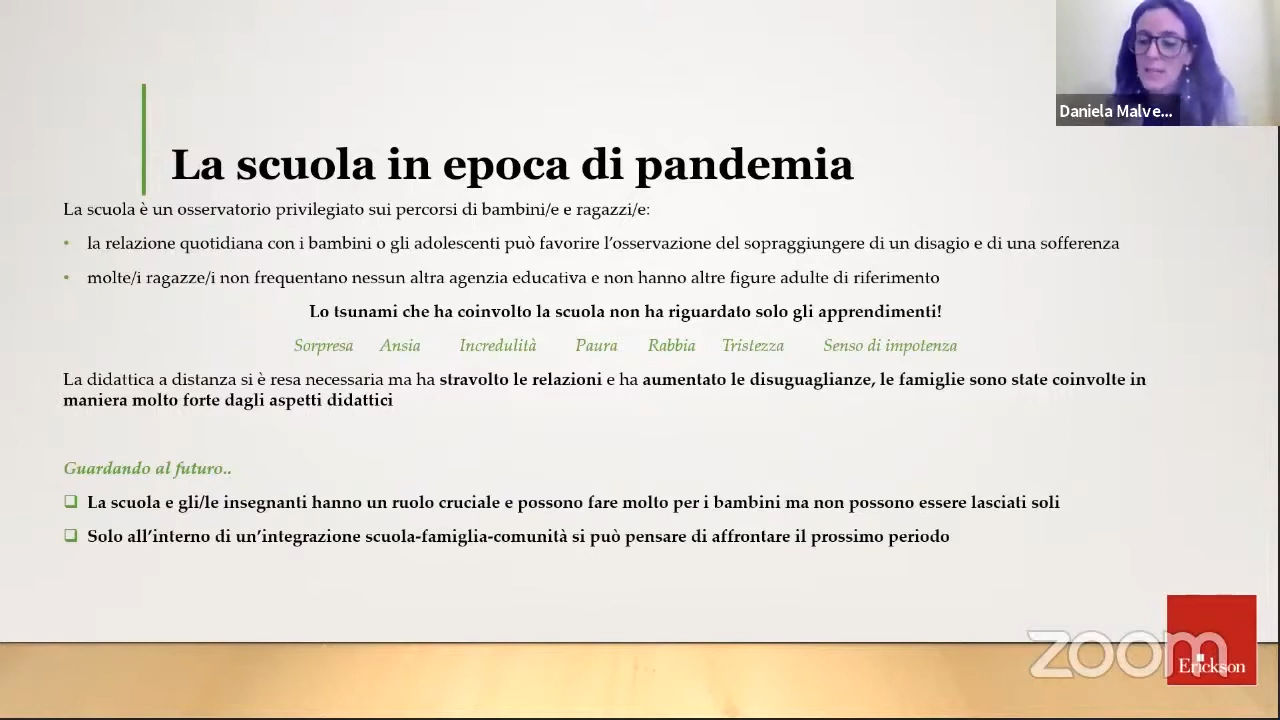 Daniela Malve...
La scuola in epoca di pandemia
La scuola è un osservatorio privilegiato sui percorsi di bambini/e e ragazzi/e:
• la relazione quotidiana con i bambini o gli adolescenti può favorire l'osservazione del sopraggiungere di un disagio e di una sofferenza
• molte/i ragazze/i non frequentano nessun altra agenzia educativa e non hanno altre figure adulte di riferimento
Lo tsunami che ha coinvolto la scuola non ha riguardato solo gli apprendimenti!
Sorpresa Ansia Incredulità Paura Rabbia Tristezza Senso di impotenza
La didattica a distanza si è resa necessaria ma ha stravolto le relazioni e ha aumentato le disuguaglianze, le famiglie sono state coinvolte in
maniera molto forte dagli aspetti didattici
Guardando al futuro..
❑ La scuola e gli/le insegnanti hanno un ruolo cruciale e possono fare molto per i bambini ma non possono essere lasciati soli
❑ Solo all'interno di un'integrazione scuola-famiglia-comunità si può pensare di affrontare il prossimo periodo
zoom
Erickson